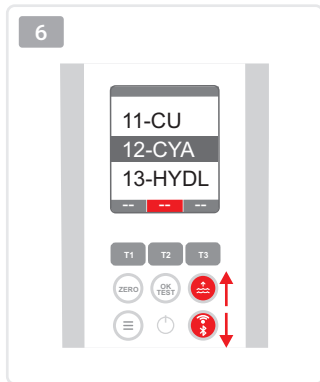 6
11-CU
12-CYA
13-HYDL
-- -- --
T1 T2 T3
ZERO OK
TEST